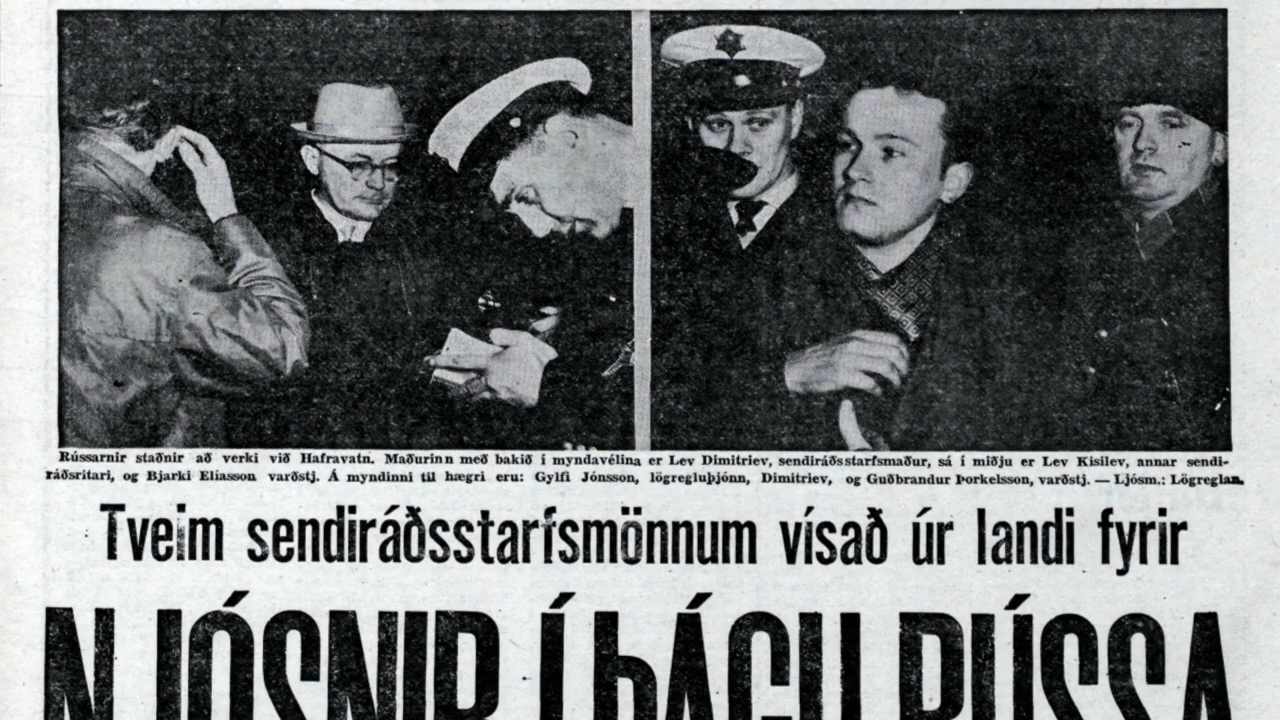 Rússarnir staðnir að verki við Hafravatn. Maðurinn með bakið í myndavélina er Lev Dimitriev, sendiráðsstarfsmaður, sá í miðju er Lev Kisilev, annar sendi-
ráðsritari, og Bjarki Elíasson varðstj. Á myndinni til hægri eru: Gylfi Jónsson, lögregluþjónn, Dimitriev, og Guðbrandur Þorkelsson, varðstj. — Ljósm.: Lögreglan.
Tveim sendiráðsstarfsmönnum vísað úr landi fyrir
NJÓSNIR Í ÞÁGU RÚSSA